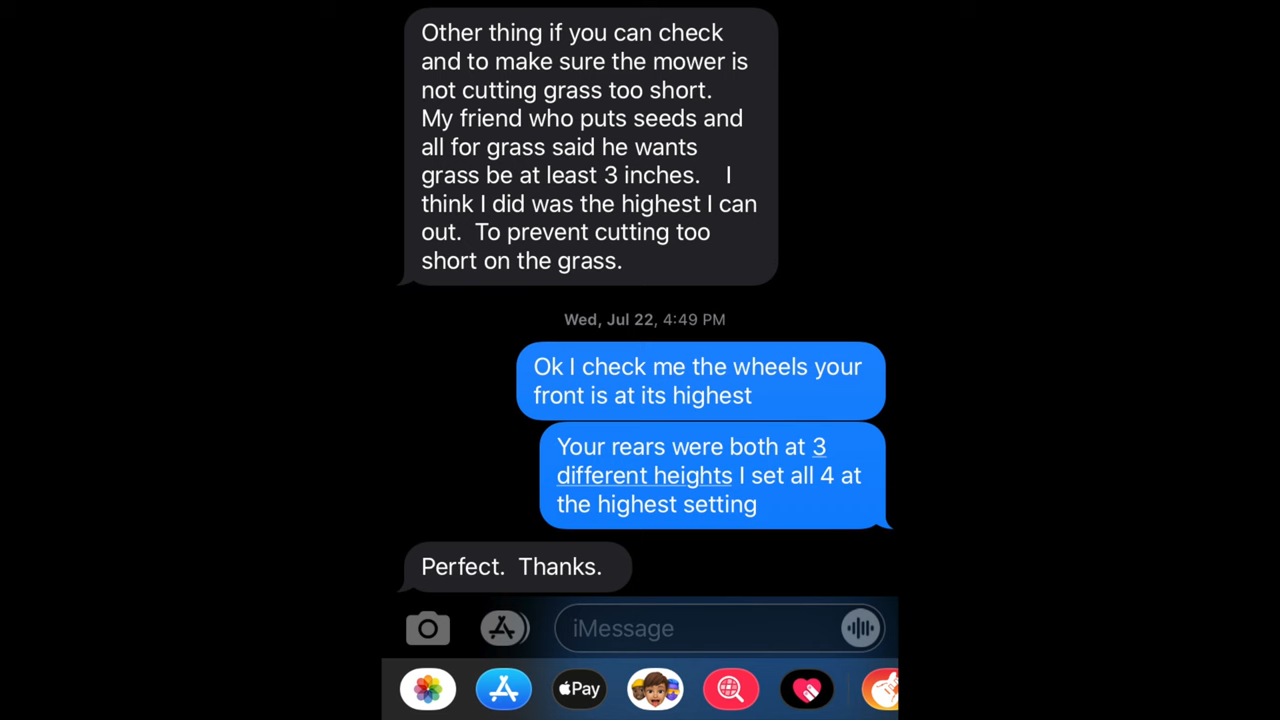 Other thing if you can check
and to make sure the mower is
not cutting grass too short.
My friend who puts seeds and
all for grass said he wants
grass be at least 3 inches.    I
think I did was the highest I can
out.  To prevent cutting too
short on the grass.
Wed, Jul 22, 4:49 PM
Ok I check me the wheels your
front is at its highest
Your rears were both at 3
different heights I set all 4 at
the highest setting
Perfect.  Thanks.
iMessage
Pay